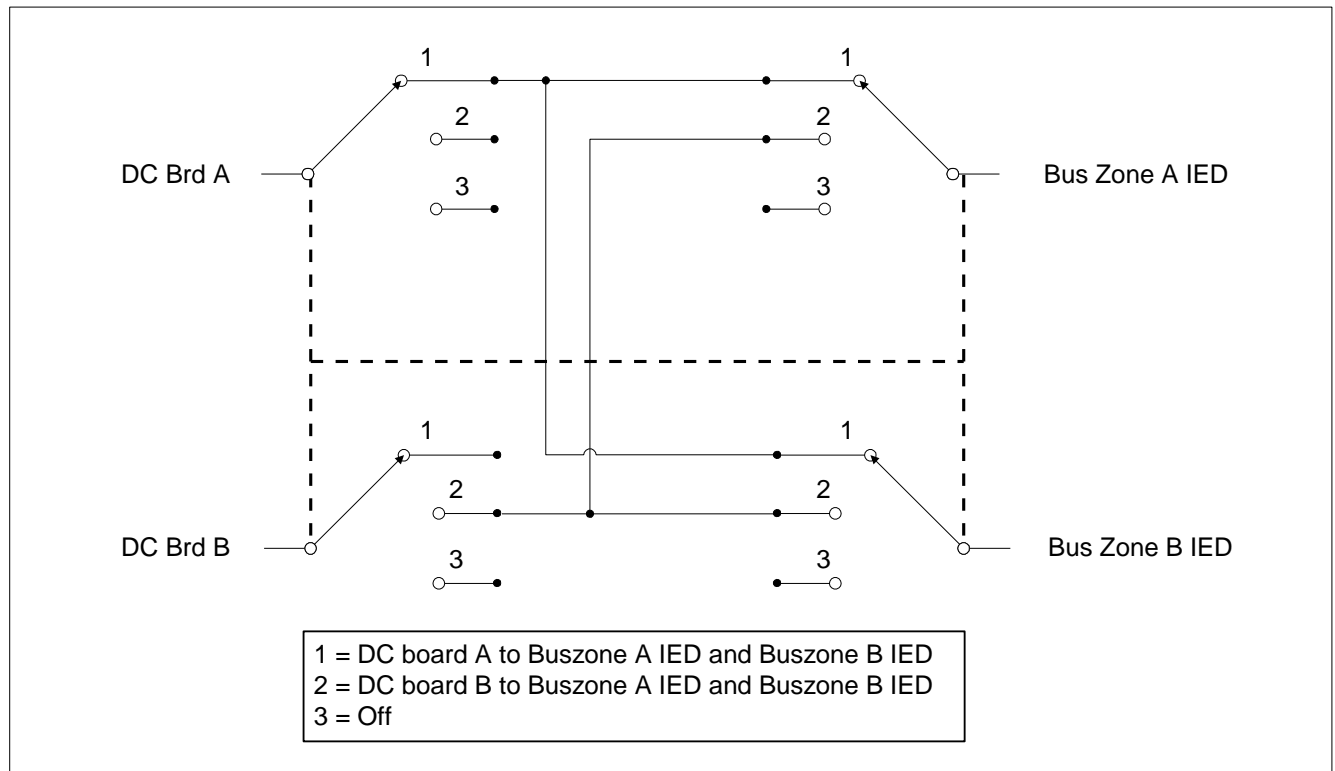 1
1
2
2
3
3
DC Brd A
Bus Zone A IED
1
1
2
2
3
3
DC Brd B
Bus Zone B IED
1 = DC board A to Buszone A IED and Buszone B IED
2 = DC board B to Buszone A IED and Buszone B IED
3 = Off